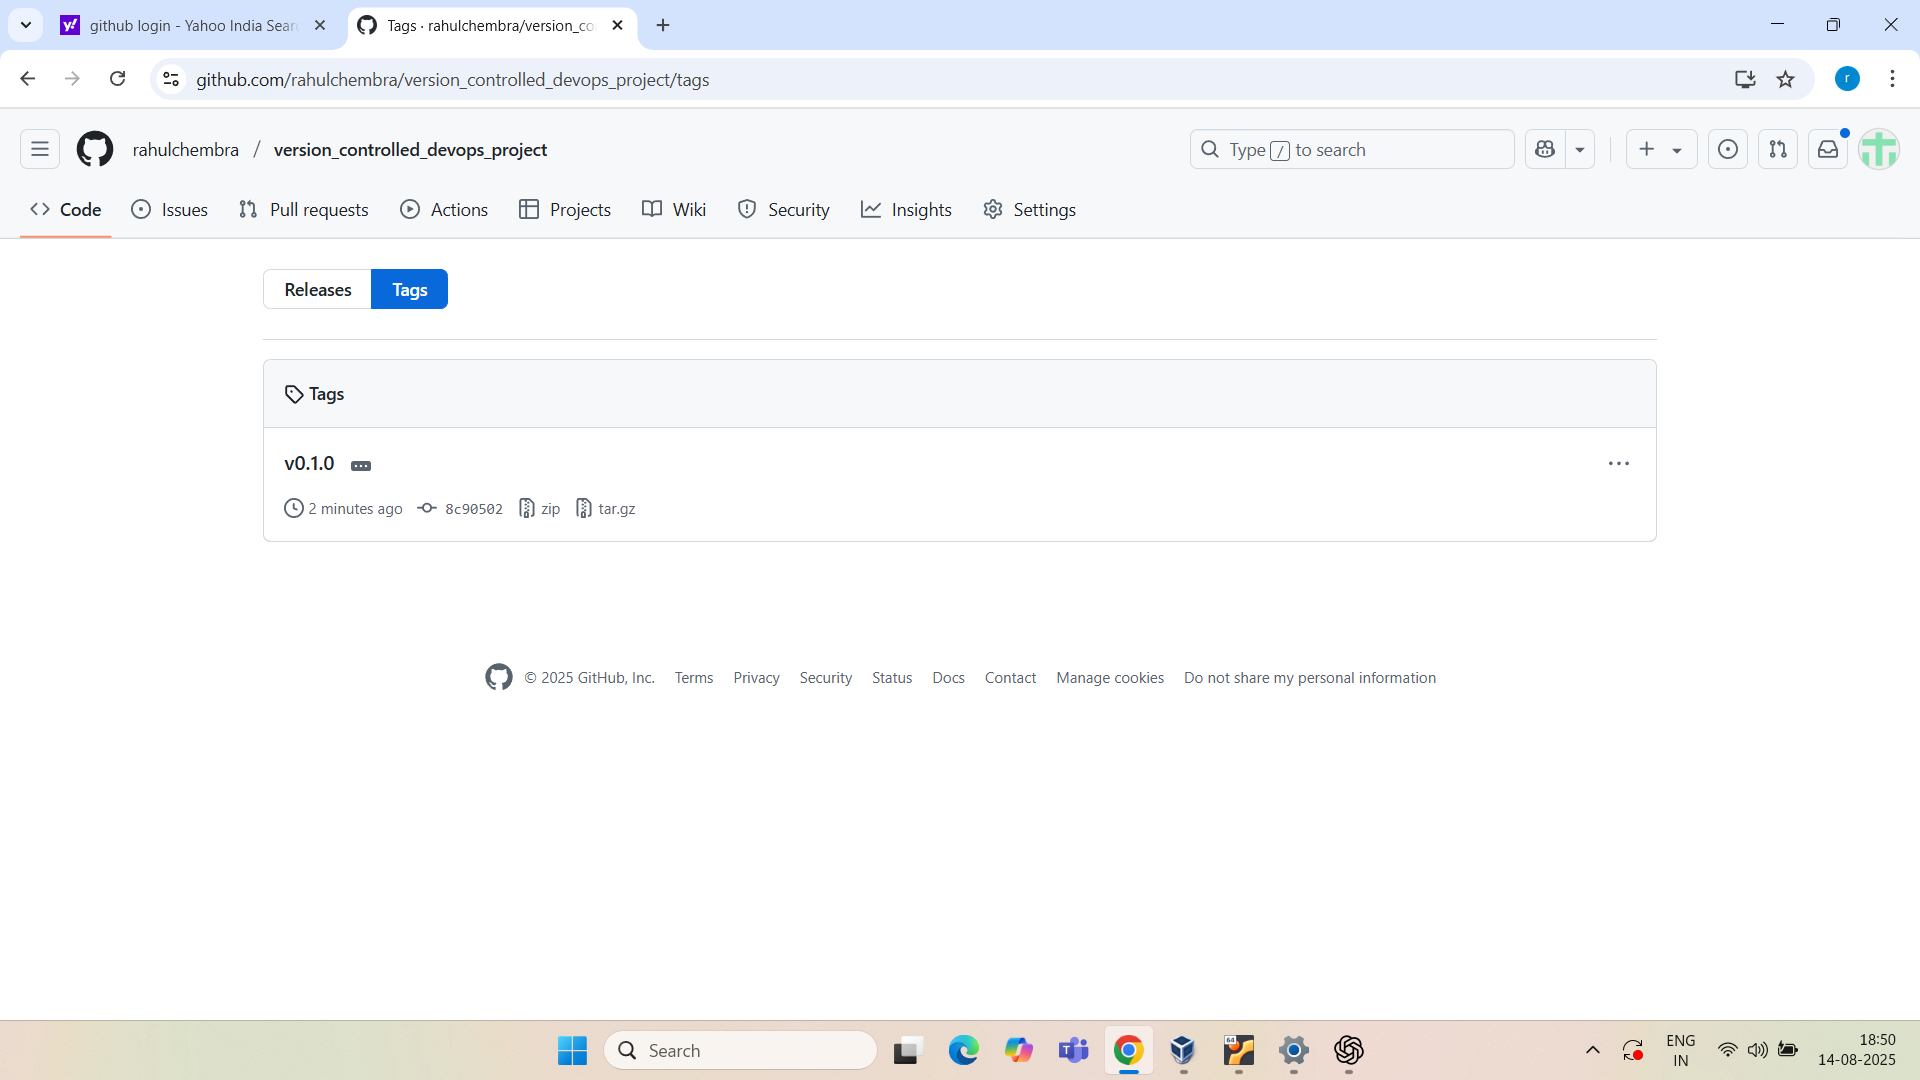 github login - Yahoo India Sear
Tags · rahulchembra/version_co
github.com/rahulchembra/version_controlled_devops_project/tags
r
rahulchembra / version_controlled_devops_project
Type / to search
Code Issues Pull requests Actions Projects Wiki Security Insights Settings
Releases Tags
Tags
v0.1.0
2 minutes ago 8c90502 zip tar.gz
© 2025 GitHub, Inc. Terms Privacy Security Status Docs Contact Manage cookies Do not share my personal information
Search
64
ENG
IN
18:50
14-08-2025